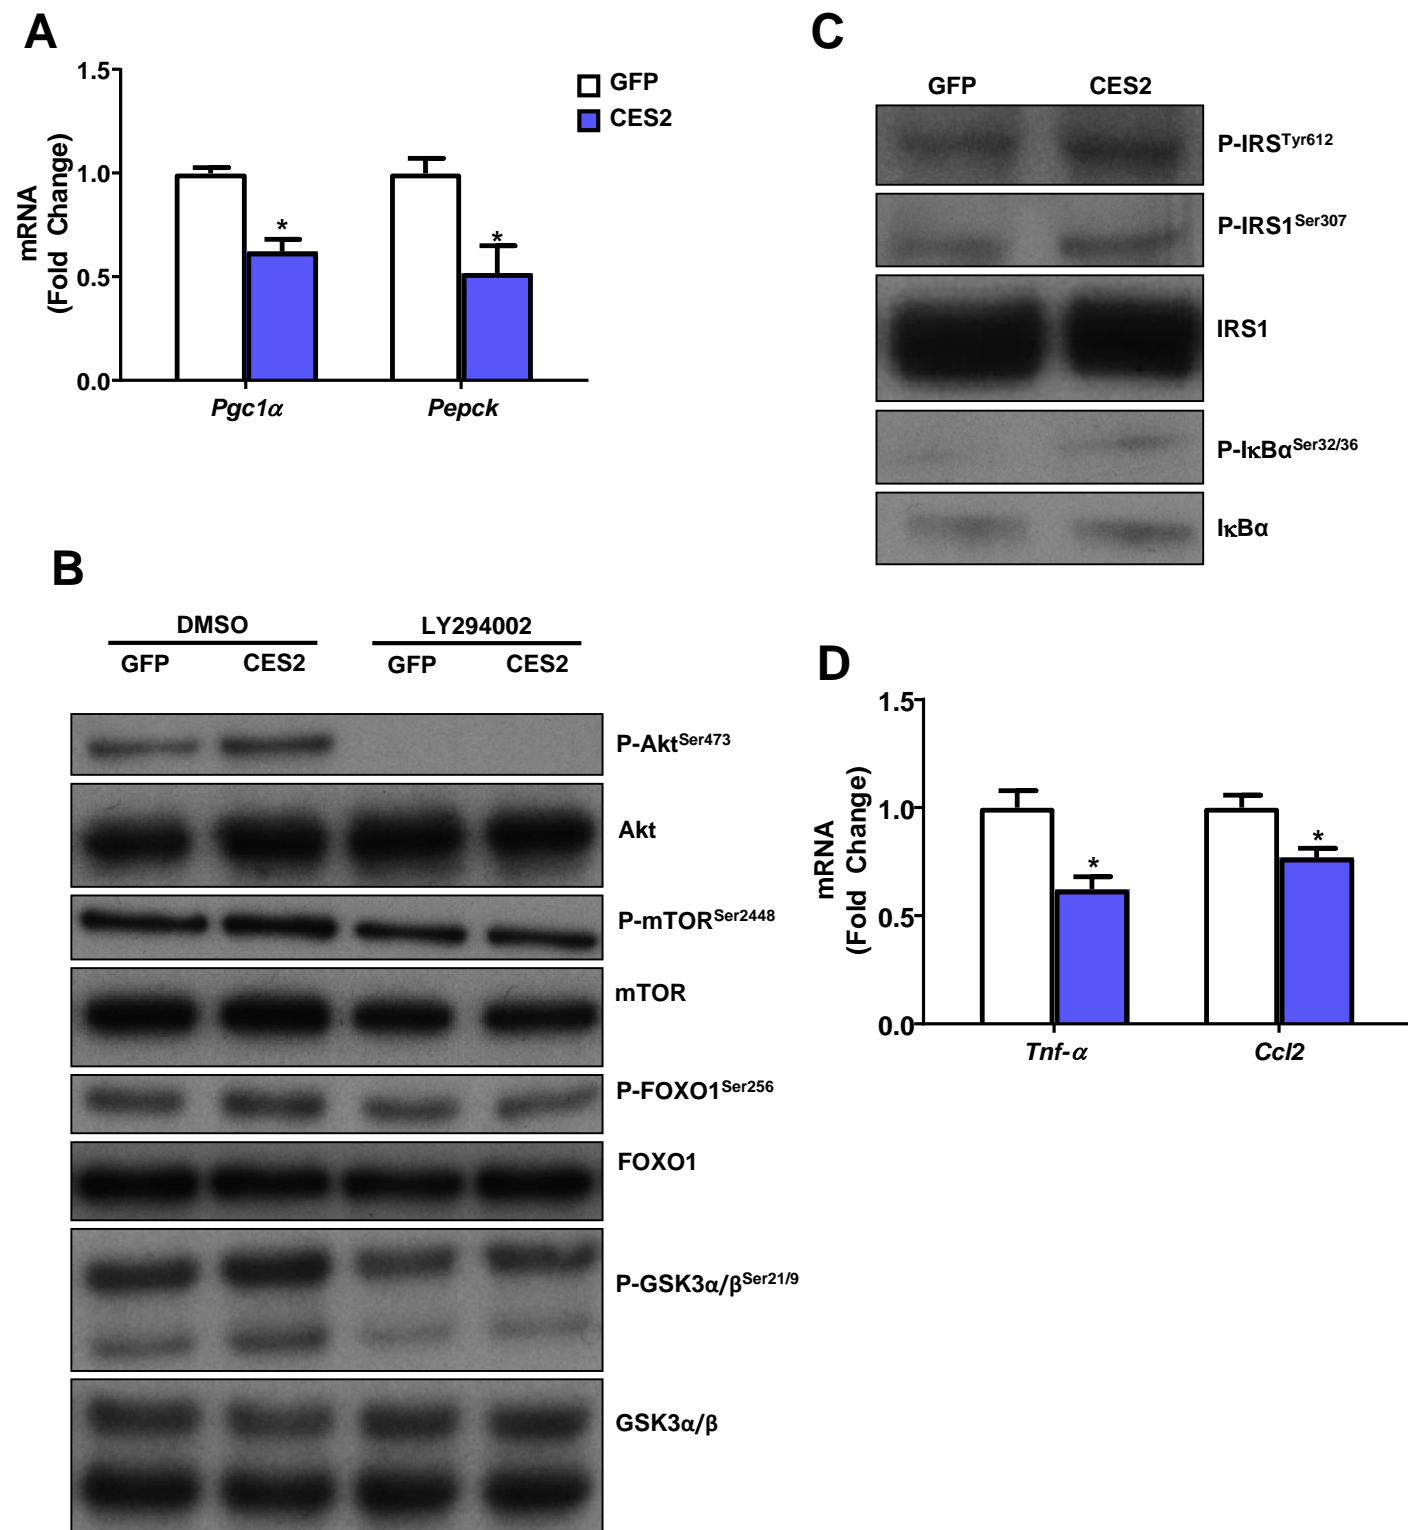 A
1.5
1.0
0.5
0.0
mRNA
(Fold Change)
GFP
CES2
*
*
Pgc1α
Pepck
B
DMSO
LY294002
GFP
CES2
GFP
CES2
P-AktSer473
Akt
P-mTORSer2448
mTOR
P-FOXO1Ser256
FOXO1
P-GSK3α/βSer21/9
GSK3α/β
C
GFP
CES2
P-IRSTyr612
P-IRS1Ser307
IRS1
P-IκBαSer32/36
IκBα
D
1.5
1.0
0.5
0.0
mRNA
(Fold Change)
*
*
Tnf-α
Ccl2